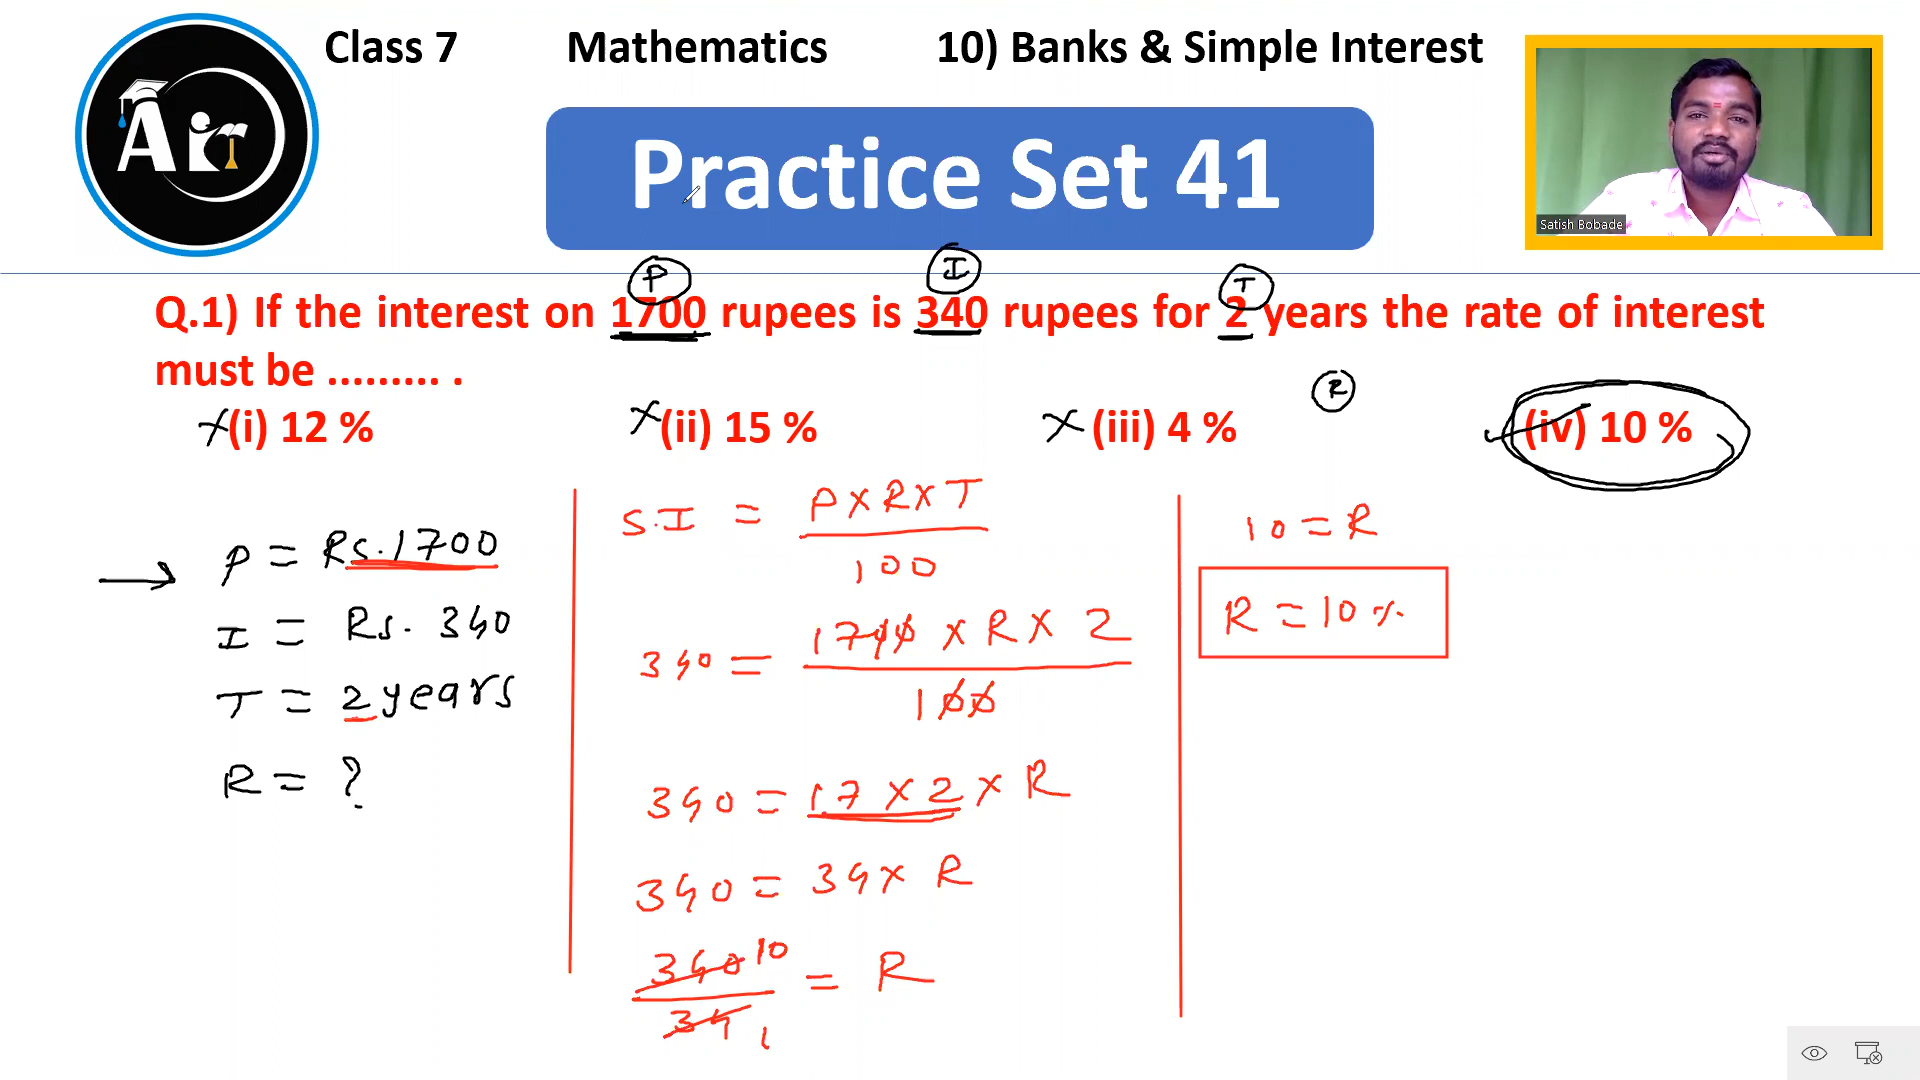 Class 7 Mathematics 10) Banks & Simple Interest
Air
Practice Set 41
Satish Bobade
P I T
Q.1) If the interest on 1700 rupees is 340 rupees for 2 years the rate of interest
must be ......... .
R
(i) 12 % (ii) 15 % (iii) 4 % (iv) 10 %
P = Rs. 1700
I = Rs. 340
T = 2 years
R = ?
S.I = P × R × T / 100
340 = 1700 × R × 2 / 100
340 = 17 × 2 × R
340 = 34 × R
340 10 / 34 1 = R
10 = R
R = 10 %